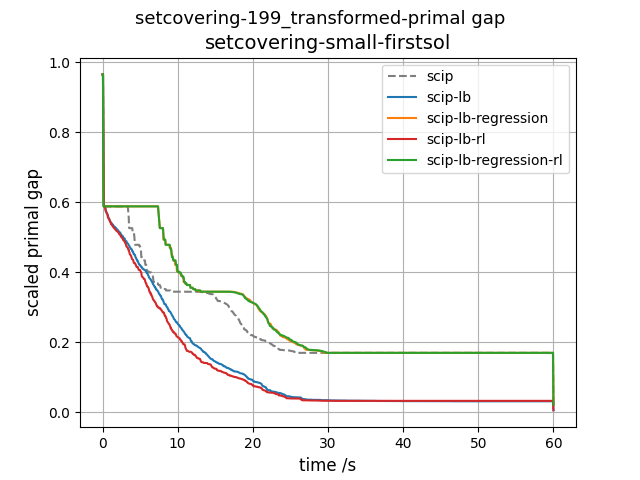 setcovering-199_transformed-primal gap
setcovering-small-firstsol
scip
scip-lb
scip-lb-regression
scip-lb-rl
scip-lb-regression-rl
scaled primal gap
1.0
0.8
0.6
0.4
0.2
0.0
0 10 20 30 40 50 60
time /s